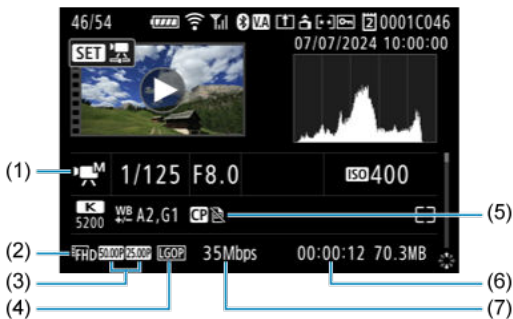 46/54 V.A 2 0001C046
SET 07/07/2024 10:00:00
(1) M 1/125 F8.0 ISO 400
K 5200 WB +/- A2,G1 CP (5)
(2) FHD 50.00P 25.00P LGOP 35Mbps 00:00:12 70.3MB
(3) (6)
(4) (7)